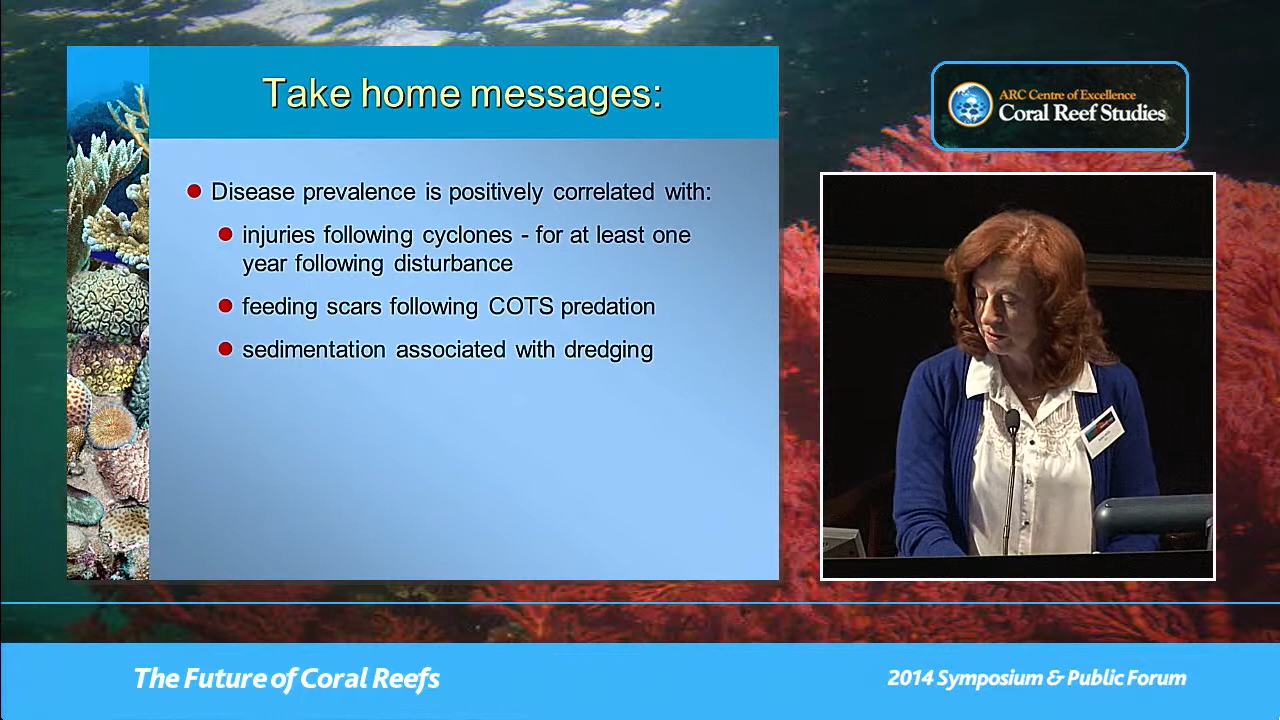 Take home messages:
Disease prevalence is positively correlated with:
injuries following cyclones - for at least one
year following disturbance
feeding scars following COTS predation
sedimentation associated with dredging
ARC Centre of Excellence
Coral Reef Studies
The Future of Coral Reefs
2014 Symposium & Public Forum